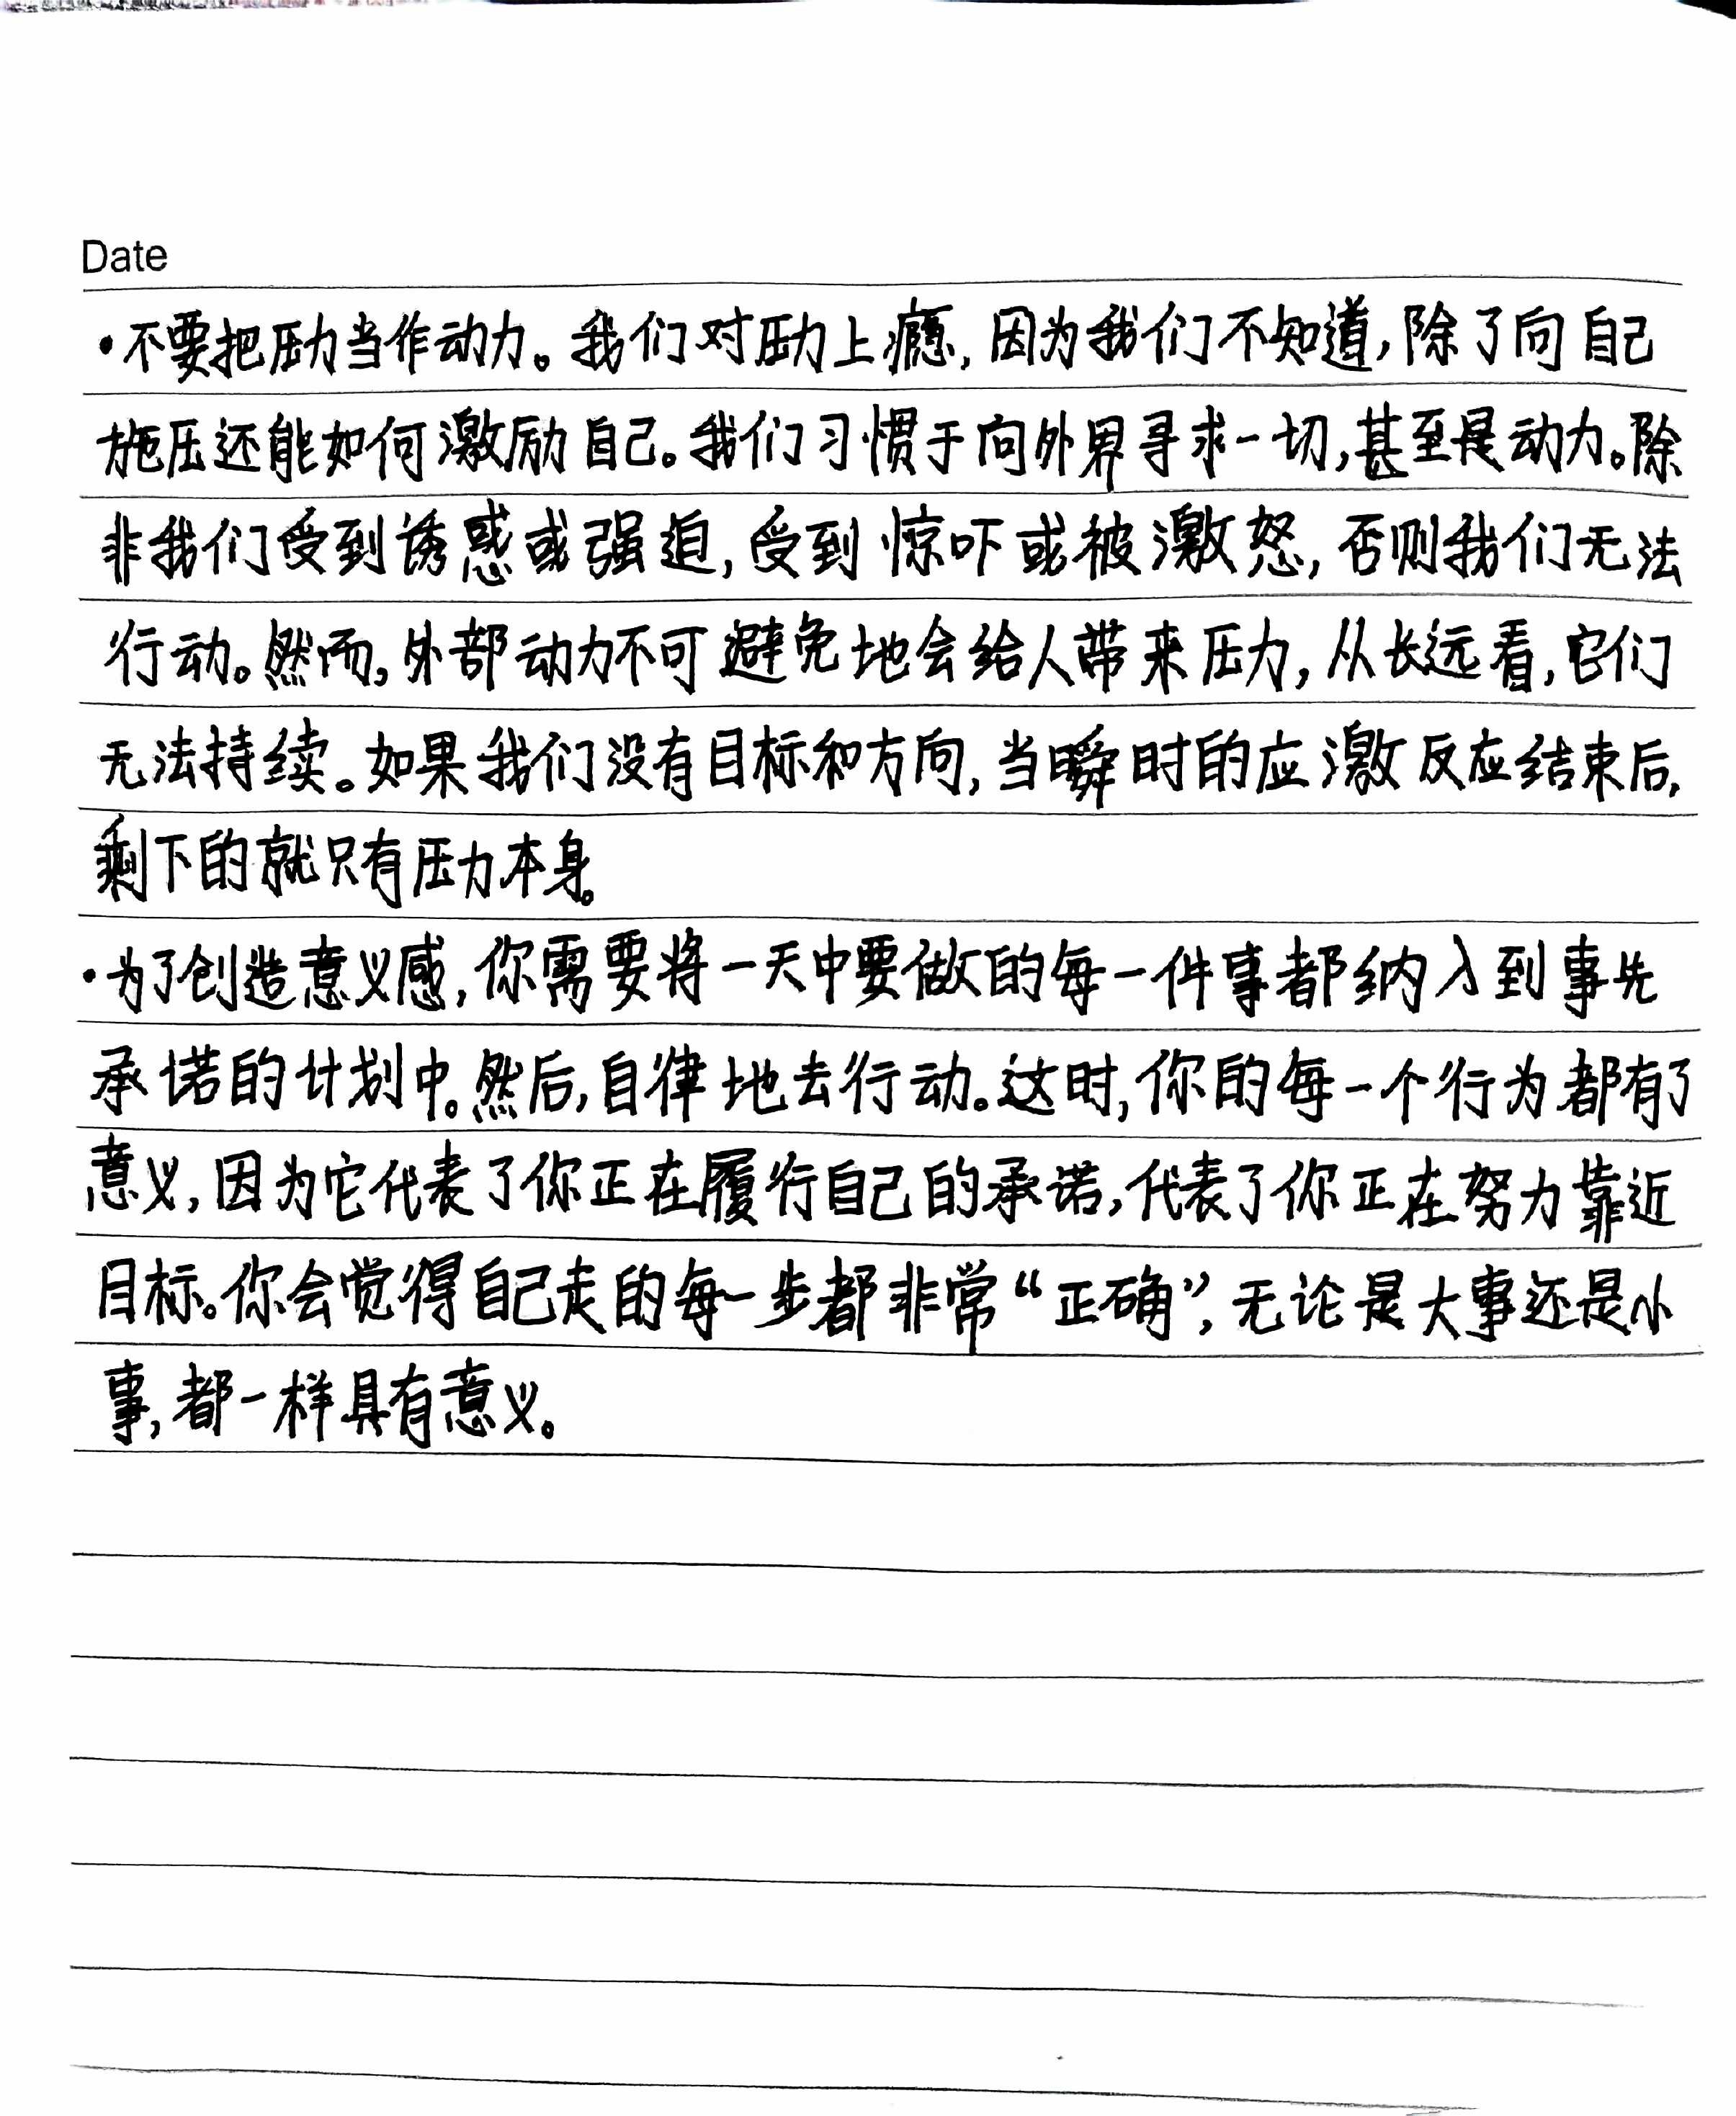 Date
·不要把压力当作动力。我们对压力上瘾,因为我们不知道,除了向自己
施压还能如何激励自己。我们习惯于向外界寻求一切,甚至是动力。除
非我们受到诱惑或强迫,受到惊吓或被激怒,否则我们无法
行动。然而,外部动力不可避免地会给人带来压力,从长远看,它们
无法持续。如果我们没有目标和方向,当瞬时的应激反应结束后,
剩下的就只有压力本身。
·为了创造意义感,你需要将一天中要做的每一件事都纳入到事先
承诺的计划中。然后,自律地去行动。这时,你的每一个行为都有了
意义,因为它代表了你正在履行自己的承诺,代表了你正在努力靠近
目标。你会觉得自己走的每一步都非常“正确”,无论是大事还是小
事,都一样具有意义。